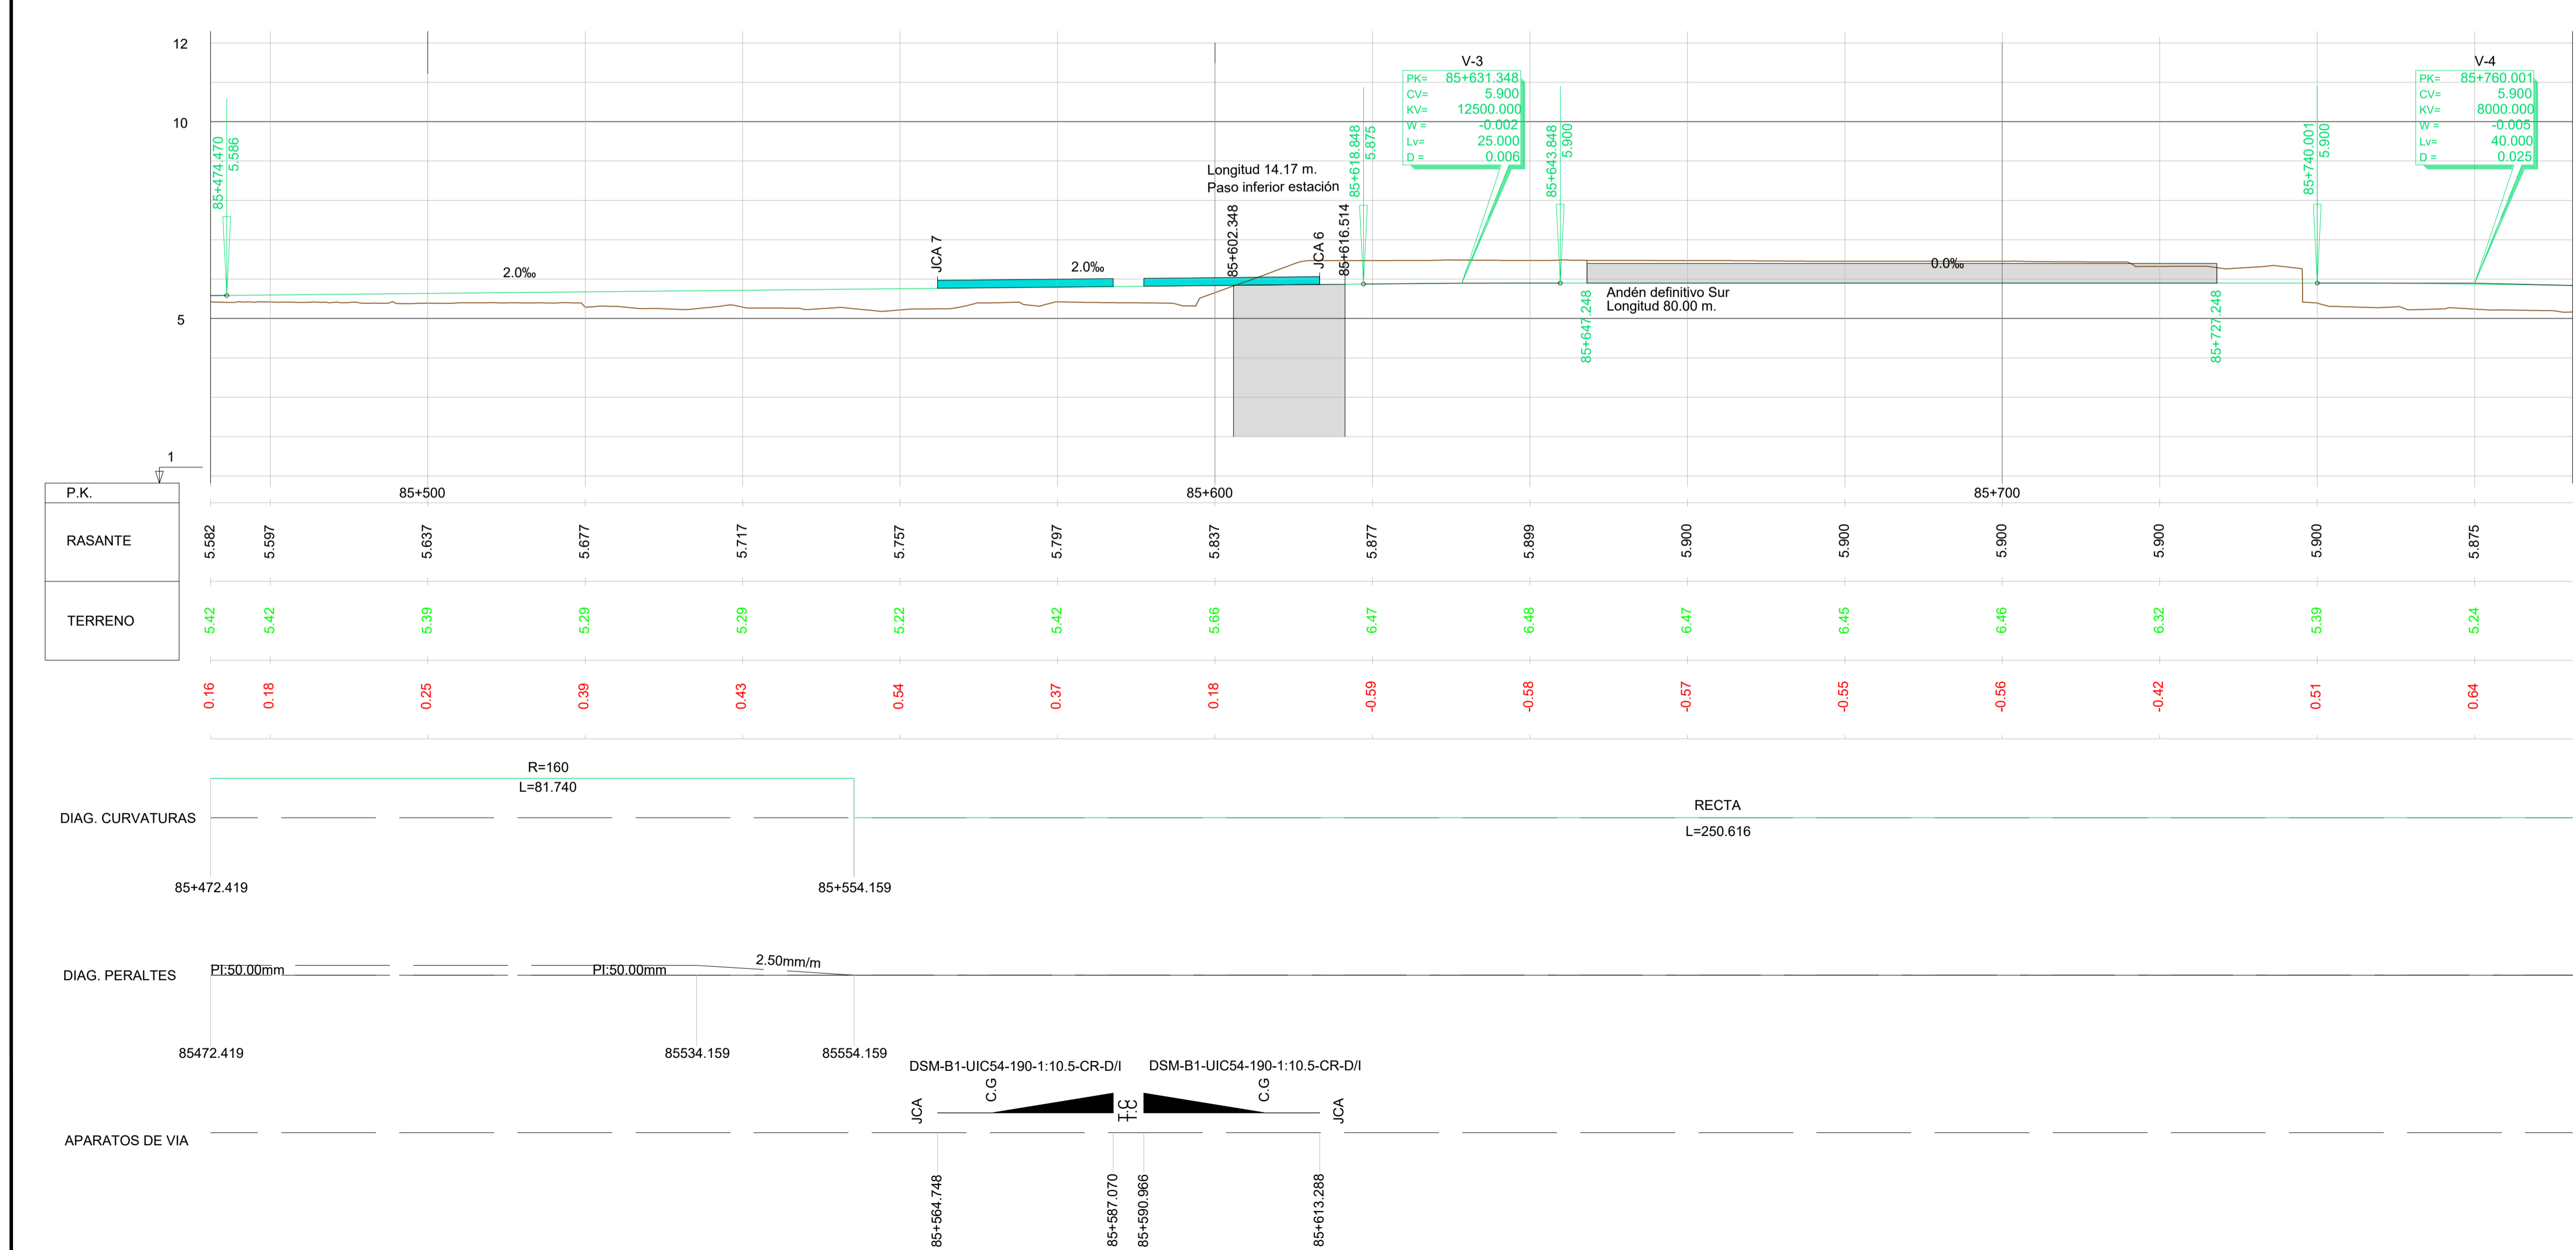 12
10
5
1
85+474.470
5.586
2.0‰
JCA 7
2.0‰
Longitud 14.17 m.
Paso inferior estación
85+602.348
JCA 6
85+616.514
85+618.848
5.875
V-3
PK= 85+631.348
CV= 5.900
KV= 12500.000
W = -0.002
Lv= 25.000
D = 0.006
85+643.848
5.900
Andén definitivo Sur
Longitud 80.00 m.
85+647.248
0.0‰
85+727.248
85+740.001
5.900
V-4
PK= 85+760.001
CV= 5.900
KV= 8000.000
W = -0.005
Lv= 40.000
D = 0.025
P.K. 85+500 85+600 85+700
RASANTE 5.582 5.597 5.637 5.677 5.717 5.757 5.797 5.837 5.877 5.899 5.900 5.900 5.900 5.900 5.900 5.875
TERRENO 5.42 5.42 5.39 5.29 5.29 5.22 5.42 5.66 6.47 6.48 6.47 6.45 6.46 6.32 5.39 5.24
0.16 0.18 0.25 0.39 0.43 0.54 0.37 0.18 -0.59 -0.58 -0.57 -0.55 -0.56 -0.42 0.51 0.64
R=160
L=81.740
RECTA
L=250.616
DIAG. CURVATURAS
85+472.419 85+554.159
DIAG. PERALTES
PI:50.00mm PI:50.00mm 2.50mm/m
85472.419 85534.159 85554.159
DSM-B1-UIC54-190-1:10.5-CR-D/I DSM-B1-UIC54-190-1:10.5-CR-D/I
JCA C.G T.C T.C C.G JCA
APARATOS DE VIA
85+564.748 85+587.070 85+590.966 85+613.288